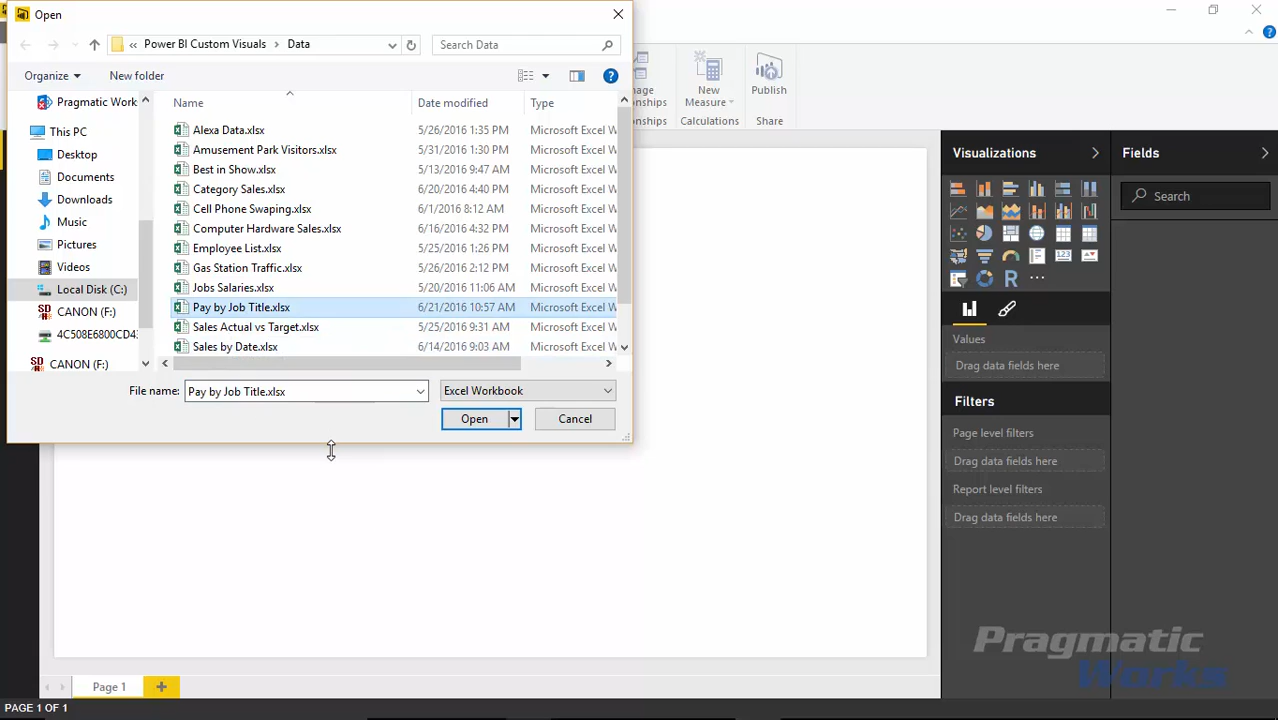 Open
Power BI Custom Visuals
Data
Search Data
Organize
New folder
Name
Date modified
Type
Pragmatic Work
This PC
Desktop
Documents
Downloads
Music
Pictures
Videos
Local Disk (C:)
CANON (F:)
4C508E6800CD4
CANON (F:)
Alexa Data.xlsx 5/26/2016 1:35 PM Microsoft Excel W
Amusement Park Visitors.xlsx 5/31/2016 1:30 PM Microsoft Excel W
Best in Show.xlsx 5/13/2016 9:47 AM Microsoft Excel W
Category Sales.xlsx 6/20/2016 4:40 PM Microsoft Excel W
Cell Phone Swaping.xlsx 6/1/2016 8:12 AM Microsoft Excel W
Computer Hardware Sales.xlsx 6/16/2016 4:32 PM Microsoft Excel W
Employee List.xlsx 5/25/2016 1:26 PM Microsoft Excel W
Gas Station Traffic.xlsx 5/26/2016 2:12 PM Microsoft Excel W
Jobs Salaries.xlsx 5/20/2016 11:06 AM Microsoft Excel W
Pay by Job Title.xlsx 6/21/2016 10:57 AM Microsoft Excel W
Sales Actual vs Target.xlsx 5/25/2016 9:31 AM Microsoft Excel W
Sales by Date.xlsx 6/14/2016 9:03 AM Microsoft Excel W
File name: Pay by Job Title.xlsx
Excel Workbook
Open
Cancel
nage
nships
nships
New
Measure
Calculations
Publish
Share
Visualizations
R
Values
Drag data fields here
Filters
Page level filters
Drag data fields here
Report level filters
Drag data fields here
Fields
Search
Pragmatic
Works
Page 1
PAGE 1 OF 1